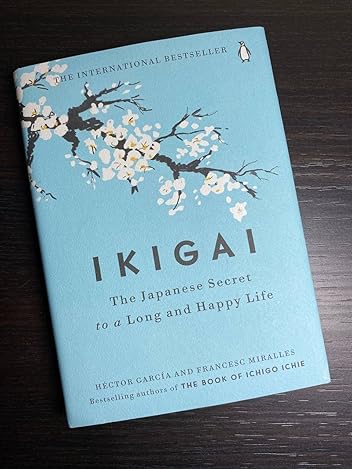 THE INTERNATIONAL BESTSELLER
IKIGAI
The Japanese Secret
to a Long and Happy Life
HÉCTOR GARCÍA AND FRANCESC MIRALLES
Bestselling authors of THE BOOK OF ICHIGO ICHIE